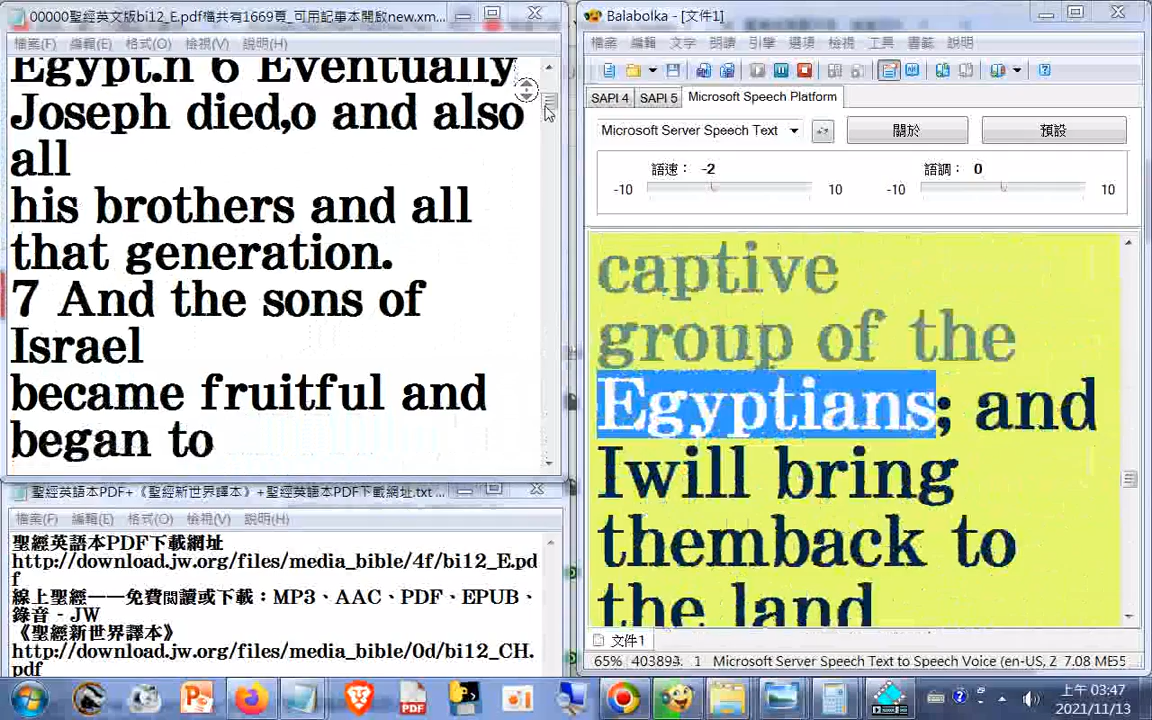 00000聖經英文版bi12_E.pdf檔共有1669頁_可用記事本開啟new.xm...
檔案(F) 編輯(E) 格式(O) 檢視(V) 說明(H)
Egypt.n 6 Eventually
Joseph died,o and also
all
his brothers and all
that generation.
7 And the sons of
Israel
became fruitful and
began to
聖經英語本PDF+《聖經新世界譯本》+聖經英語本PDF下載網址.txt ...
檔案(F) 編輯(E) 格式(O) 檢視(V) 說明(H)
聖經英語本PDF下載網址
http://download.jw.org/files/media_bible/4f/bi12_E.pd
f
線上聖經——免費閱讀或下載：MP3、AAC、PDF、EPUB、
錄音 - JW
《聖經新世界譯本》
http://download.jw.org/files/media_bible/0d/bi12_CH.
pdf
Balabolka - [文件1]
檔案 編輯 文字 朗讀 引擎 選項 檢視 工具 書籤 說明
SAPI 4 SAPI 5 Microsoft Speech Platform
Microsoft Server Speech Text 關於 預設
語速： -2 語調： 0
-10 10 -10 10
captive
group of the
Egyptians; and
Iwill bring
themback to
the land
文件1
65% 403893: 1 Microsoft Server Speech Text to Speech Voice (en-US, Z 7.08 ME55
PDF
上午 03:47
2021/11/13